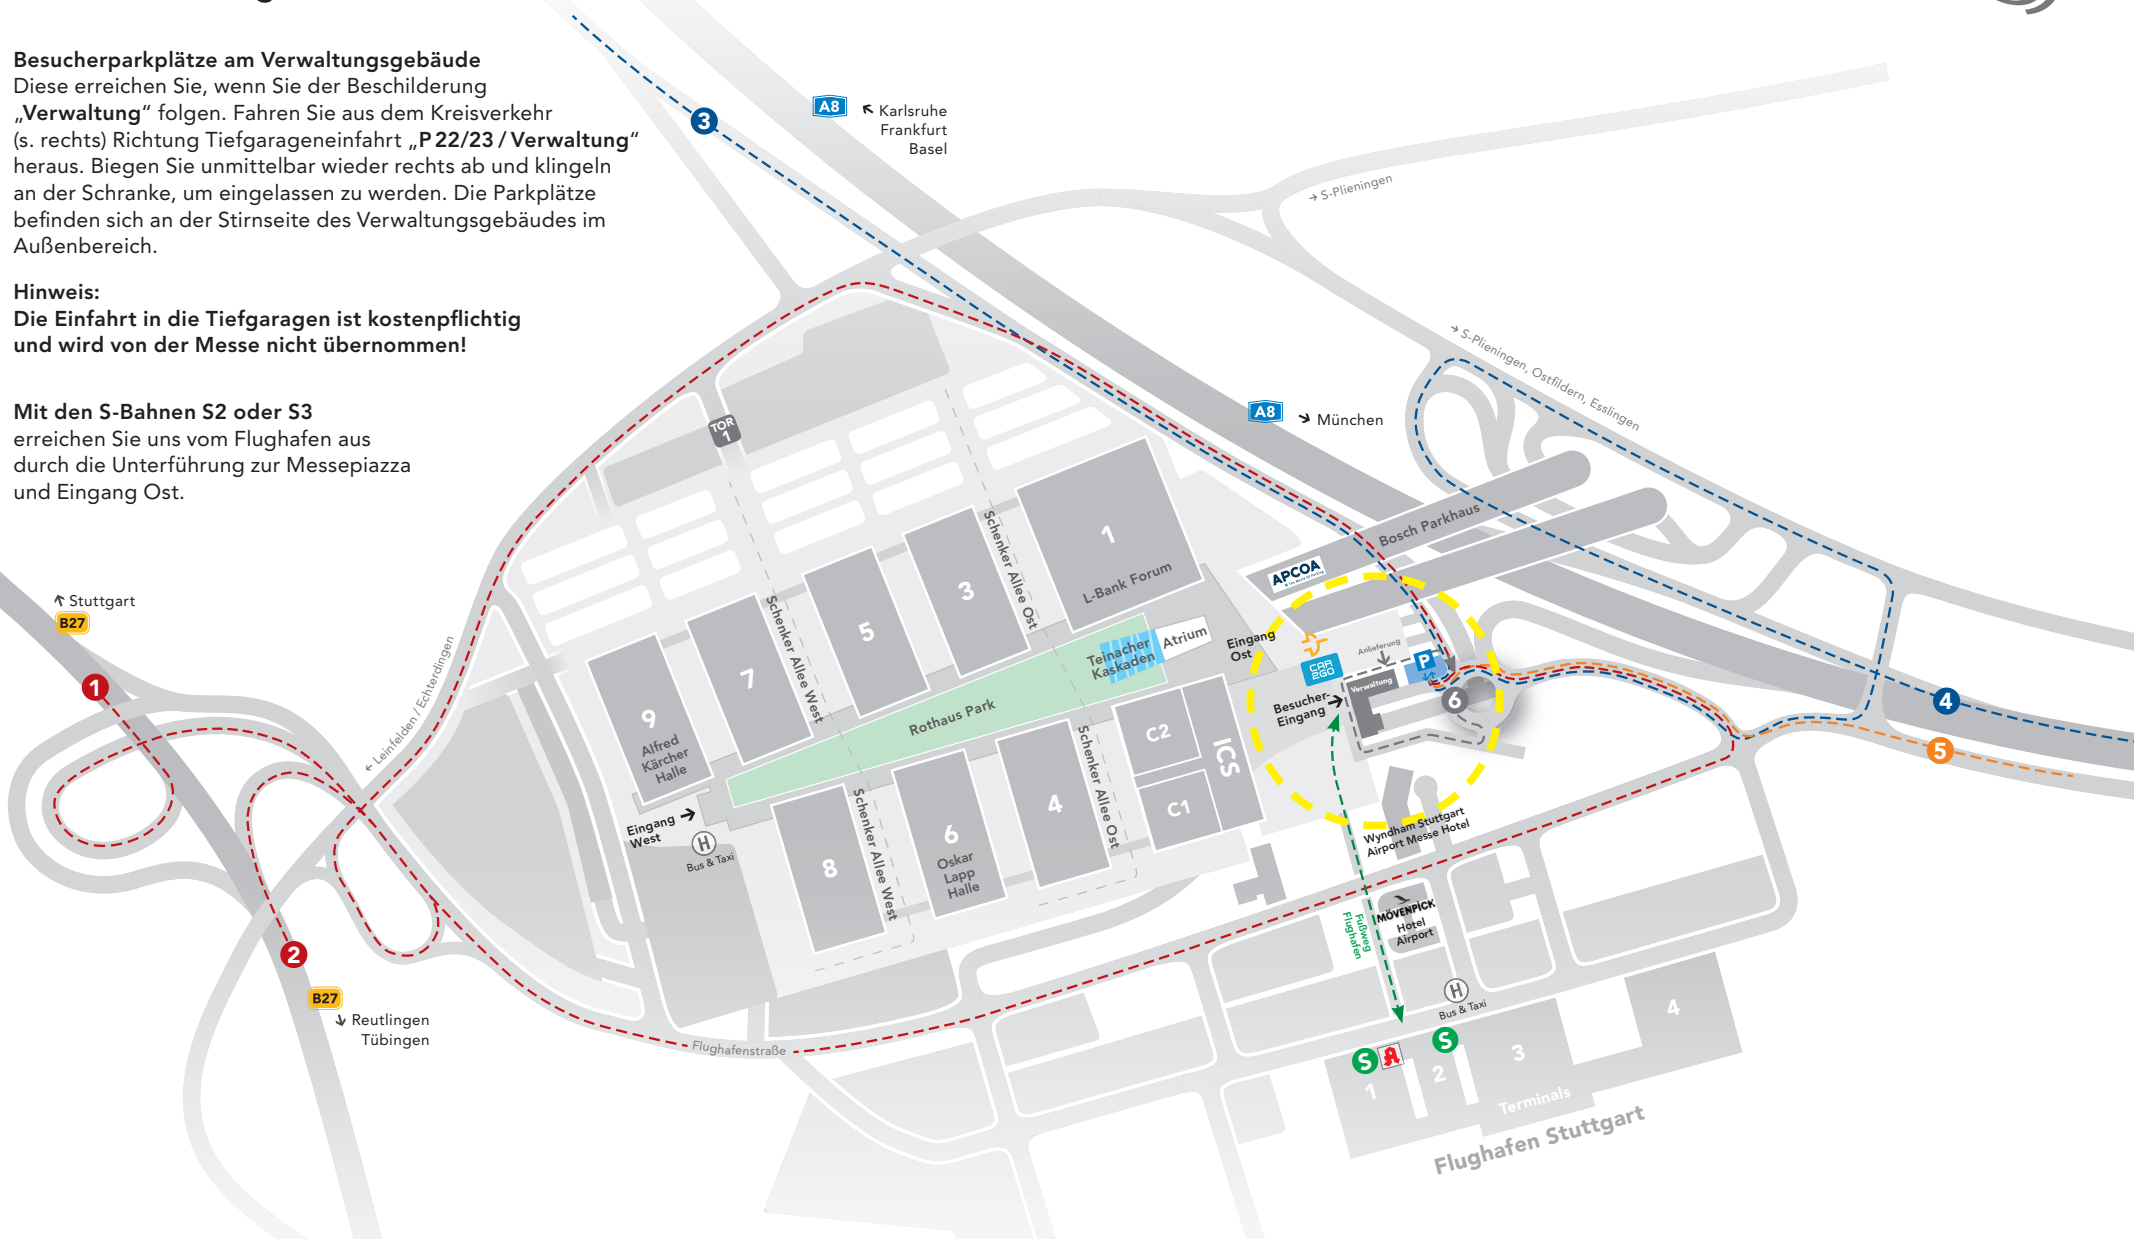 Besucherparkplätze am Verwaltungsgebäude
Diese erreichen Sie, wenn Sie der Beschilderung
„Verwaltung“ folgen. Fahren Sie aus dem Kreisverkehr
(s. rechts) Richtung Tiefgarageneinfahrt „P 22/23 / Verwaltung“
heraus. Biegen Sie unmittelbar wieder rechts ab und klingeln
an der Schranke, um eingelassen zu werden. Die Parkplätze
befinden sich an der Stirnseite des Verwaltungsgebäudes im
Außenbereich.
Hinweis:
Die Einfahrt in die Tiefgaragen ist kostenpflichtig
und wird von der Messe nicht übernommen!
Mit den S-Bahnen S2 oder S3
erreichen Sie uns vom Flughafen aus
durch die Unterführung zur Messepiazza
und Eingang Ost.
3
A8
Karlsruhe
Frankfurt
Basel
S-Plieningen
S-Plieningen, Ostfildern, Esslingen
A8
München
TOR
1
Bosch Parkhaus
APCOA
Stuttgart
B27
1
Leinfelden / Echterdingen
2
B27
Reutlingen
Tübingen
Schenker Allee Ost
1
L-Bank Forum
3
5
Schenker Allee West
7
9
Alfred
Kärcher
Halle
Rothaus Park
Teinacher
Kaskaden
Atrium
Eingang
Ost
CAR
2GO
Anlieferung
P
Verwaltung
Besucher-
Eingang
6
4
5
C2
C1
ICS
Schenker Allee Ost
4
6
Oskar
Lapp
Halle
Schenker Allee West
8
Eingang
West
H
Bus & Taxi
Wyndham Stuttgart
Airport Messe Hotel
MÖVENPICK
Hotel
Airport
Fußweg
Flughafen
H
Bus & Taxi
Flughafenstraße
S
A
S
1
2
3
4
Terminals
Flughafen Stuttgart